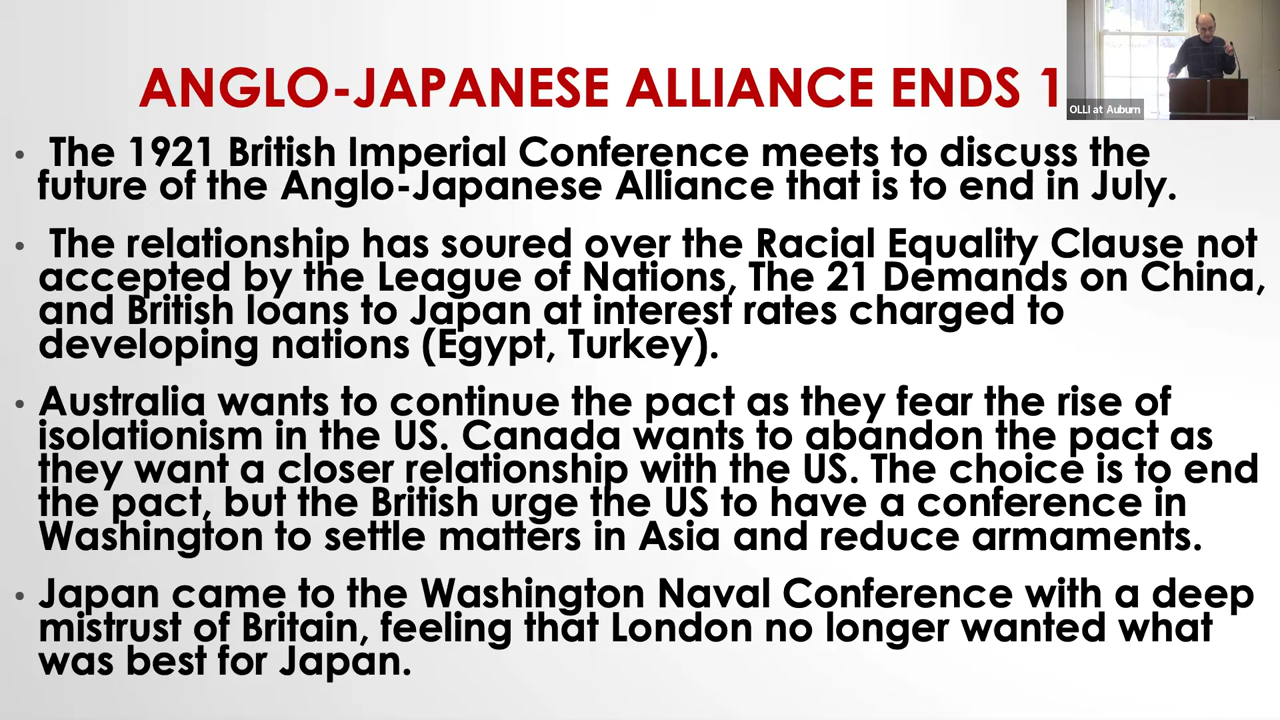 ANGLO-JAPANESE ALLIANCE ENDS 1
OLLI at Auburn
• The 1921 British Imperial Conference meets to discuss the
future of the Anglo-Japanese Alliance that is to end in July.
• The relationship has soured over the Racial Equality Clause not
accepted by the League of Nations, The 21 Demands on China,
and British loans to Japan at interest rates charged to
developing nations (Egypt, Turkey).
• Australia wants to continue the pact as they fear the rise of
isolationism in the US. Canada wants to abandon the pact as
they want a closer relationship with the US. The choice is to end
the pact, but the British urge the US to have a conference in
Washington to settle matters in Asia and reduce armaments.
• Japan came to the Washington Naval Conference with a deep
mistrust of Britain, feeling that London no longer wanted what
was best for Japan.